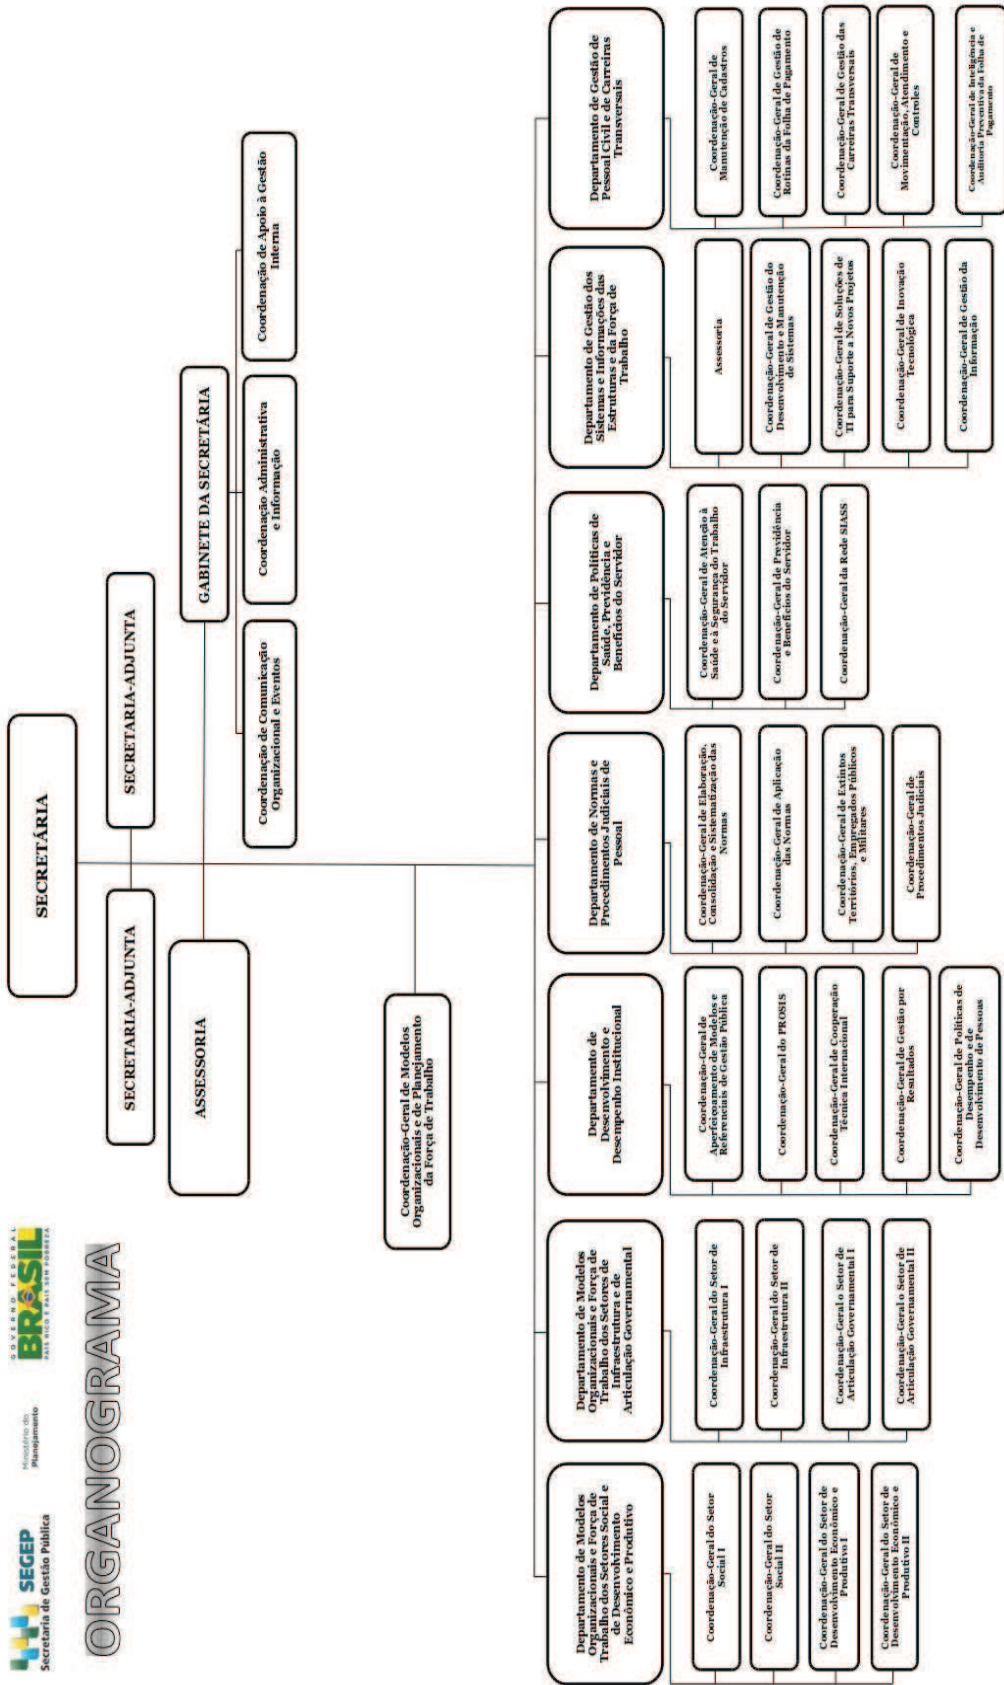 SEGEP
Secretaria de Gestão Pública
Ministério do
Planejamento
GOVERNO FEDERAL
BRASIL
PAÍS RICO É PAÍS SEM POBREZA
ORGANOGRAMA
SECRETÁRIA
SECRETARIA-ADJUNTA
SECRETARIA-ADJUNTA
ASSESSORIA
GABINETE DA SECRETÁRIA
Coordenação de Comunicação
Organizacional e Eventos
Coordenação Administrativa
e Informação
Coordenação de Apoio à Gestão
Interna
Coordenação-Geral de Modelos
Organizacionais e de Planejamento
da Força de Trabalho
Departamento de Modelos
Organizacionais e Força de
Trabalho dos Setores Social e
de Desenvolvimento
Econômico e Produtivo
Coordenação-Geral do Setor
Social I
Coordenação-Geral do Setor
Social II
Coordenação-Geral do Setor de
Desenvolvimento Econômico e
Produtivo I
Coordenação-Geral do Setor de
Desenvolvimento Econômico e
Produtivo II
Departamento de Modelos
Organizacionais e Força de
Trabalho dos Setores de
Infraestrutura e de
Articulação Governamental
Coordenação-Geral do Setor de
Infraestrutura I
Coordenação-Geral do Setor de
Infraestrutura II
Coordenação-Geral o Setor de
Articulação Governamental I
Coordenação-Geral o Setor de
Articulação Governamental II
Departamento de
Desenvolvimento e
Desempenho Institucional
Coordenação-Geral de
Aperfeiçoamento de Modelos e
Referenciais de Gestão Pública
Coordenação-Geral do PROSIS
Coordenação-Geral de Cooperação
Técnica Internacional
Coordenação-Geral de Gestão por
Resultados
Coordenação-Geral de Políticas de
Desempenho e de
Desenvolvimento de Pessoas
Departamento de Normas e
Procedimentos Judiciais de
Pessoal
Coordenação-Geral de Elaboração,
Consolidação e Sistematização das
Normas
Coordenação-Geral de Aplicação
das Normas
Coordenação-Geral de Extintos
Territórios, Empregados Públicos
e Militares
Coordenação-Geral de
Procedimentos Judiciais
Departamento de Políticas de
Saúde, Previdência e
Benefícios do Servidor
Coordenação-Geral de Atenção à
Saúde e à Segurança do Trabalho
do Servidor
Coordenação-Geral de Previdência
e Benefícios do Servidor
Coordenação-Geral da Rede SIASS
Departamento de Gestão dos
Sistemas e Informações das
Estruturas e da Força de
Trabalho
Assessoria
Coordenação-Geral de Gestão do
Desenvolvimento e Manutenção
de Sistemas
Coordenação-Geral de Soluções de
TI para Suporte a Novos Projetos
Coordenação-Geral de Inovação
Tecnológica
Coordenação-Geral de Gestão da
Informação
Departamento de Gestão de
Pessoal Civil e de Carreiras
Transversais
Coordenação-Geral de
Manutenção de Cadastros
Coordenação-Geral de Gestão de
Rotinas da Folha de Pagamento
Coordenação-Geral de Gestão das
Carreiras Transversais
Coordenação-Geral de
Movimentação, Atendimento e
Controles
Coordenação-Geral de Inteligência e
Auditoria Preventiva da Folha de
Pagamento